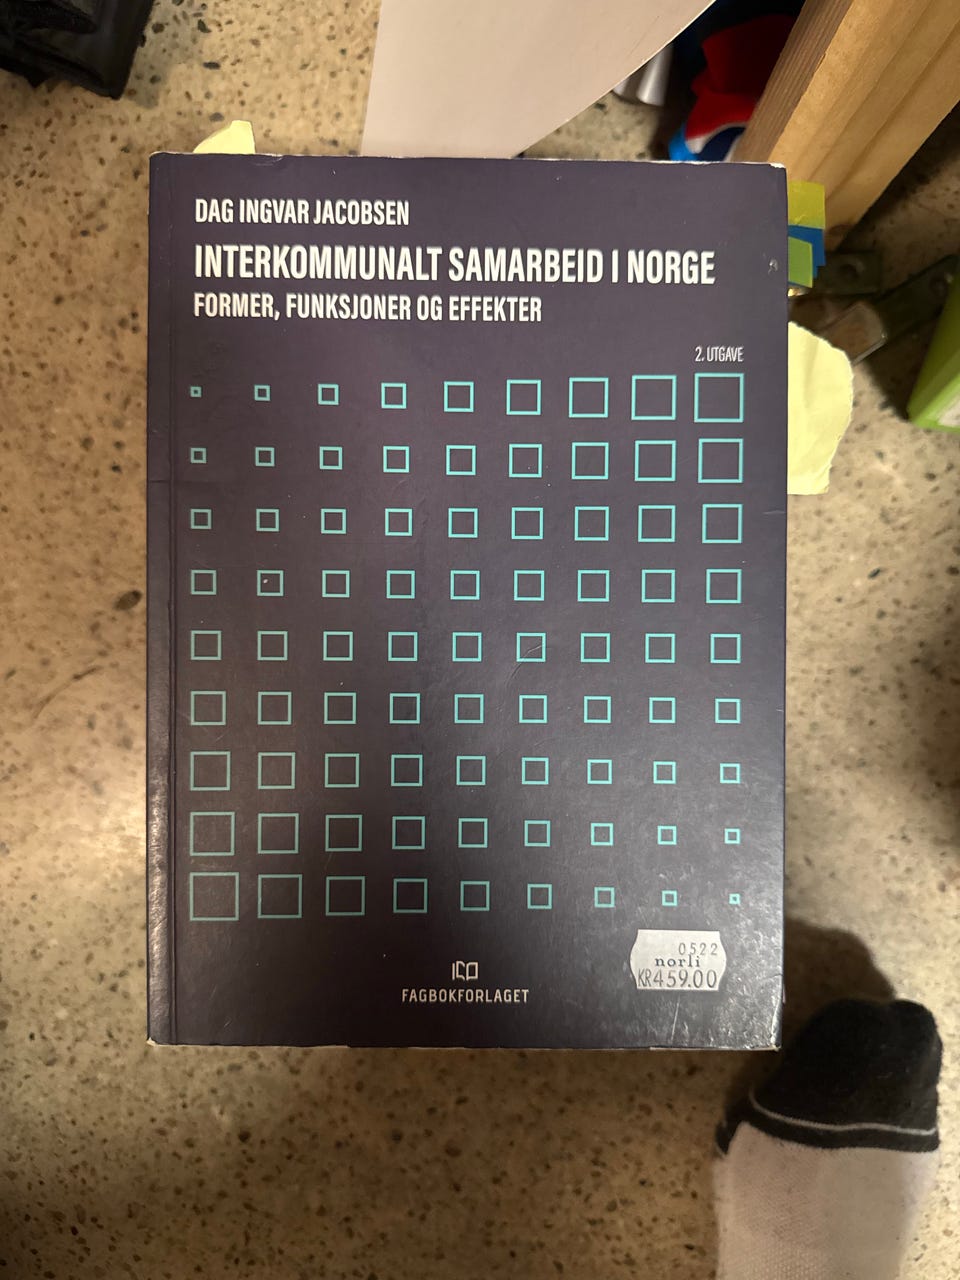 DAG INGVAR JACOBSEN
INTERKOMMUNALT SAMARBEID I NORGE
FORMER, FUNKSJONER OG EFFEKTER
2. UTGAVE
FAGBOKFORLAGET
0522
norli
KR459.00